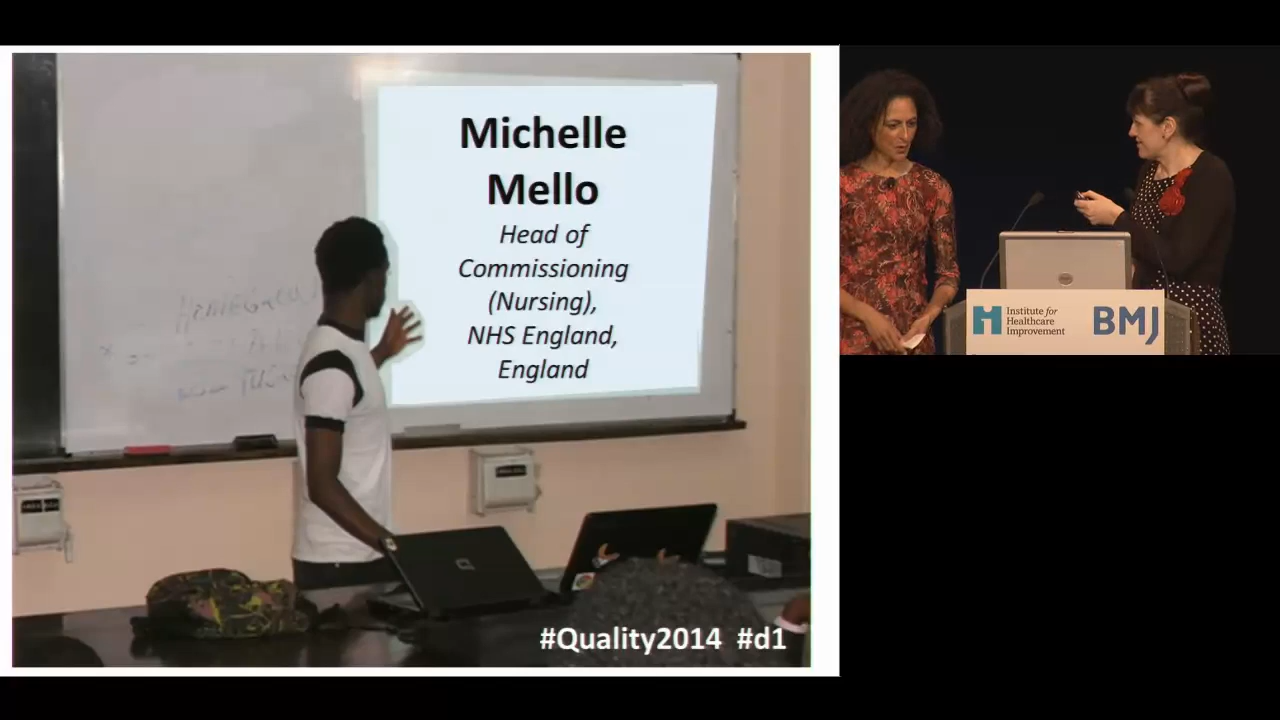 Michelle
Mello
Head of
Commissioning
(Nursing),
NHS England,
England
#Quality2014 #d1
Institute for
Healthcare
Improvement
BMJ